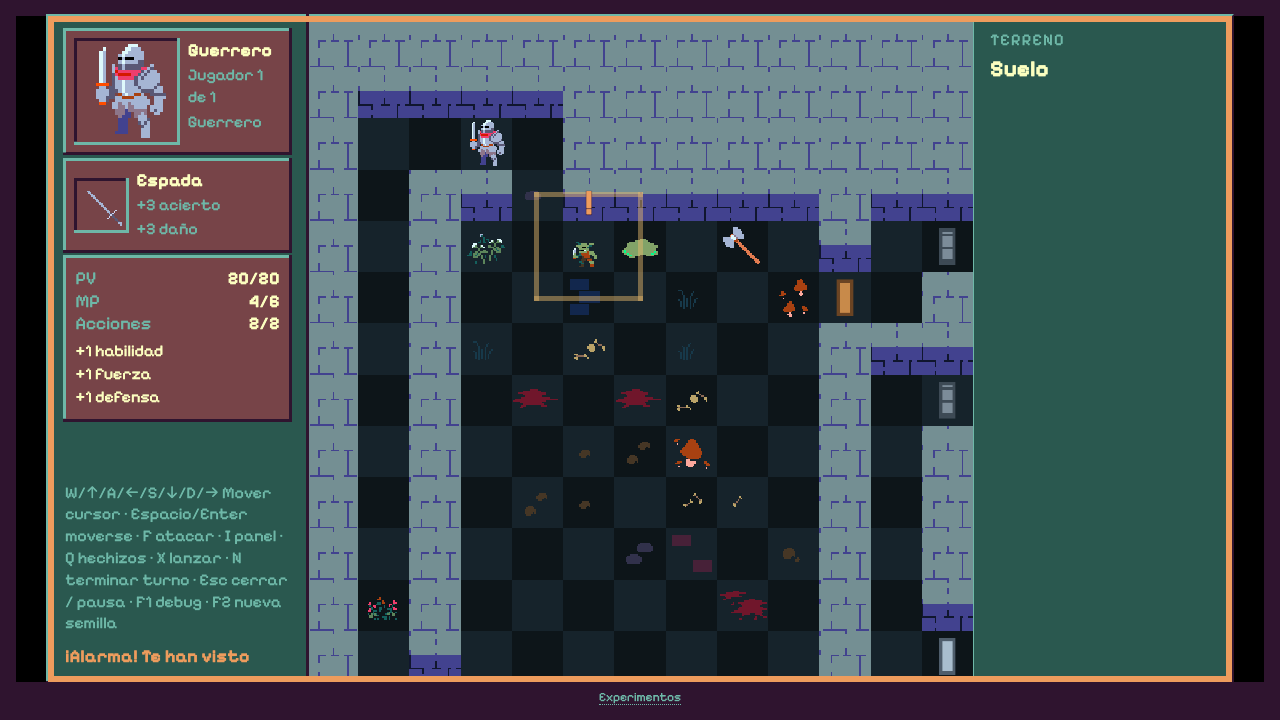 Guerrero
Jugador 1
de 1
Guerrero
Espada
+3 acierto
+3 daño
PV 80/80
MP 4/6
Acciones 8/8
+1 habilidad
+1 fuerza
+1 defensa
W/↑/A/←/S/↓/D/→ Mover
cursor · Espacio/Enter
moverse · F atacar · I panel ·
Q hechizos · X lanzar · N
terminar turno · Esc cerrar
/ pausa · F1 debug · F2 nueva
semilla
¡Alarma! Te han visto
TERRENO
Suelo
Experimentos